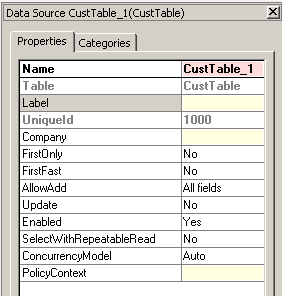 Data Source CustTable_1(CustTable)
Properties Categories
Name CustTable_1
Table CustTable
Label
UniqueId 1000
Company
FirstOnly No
FirstFast No
AllowAdd All fields
Update No
Enabled Yes
SelectWithRepeatableRead No
ConcurrencyModel Auto
PolicyContext